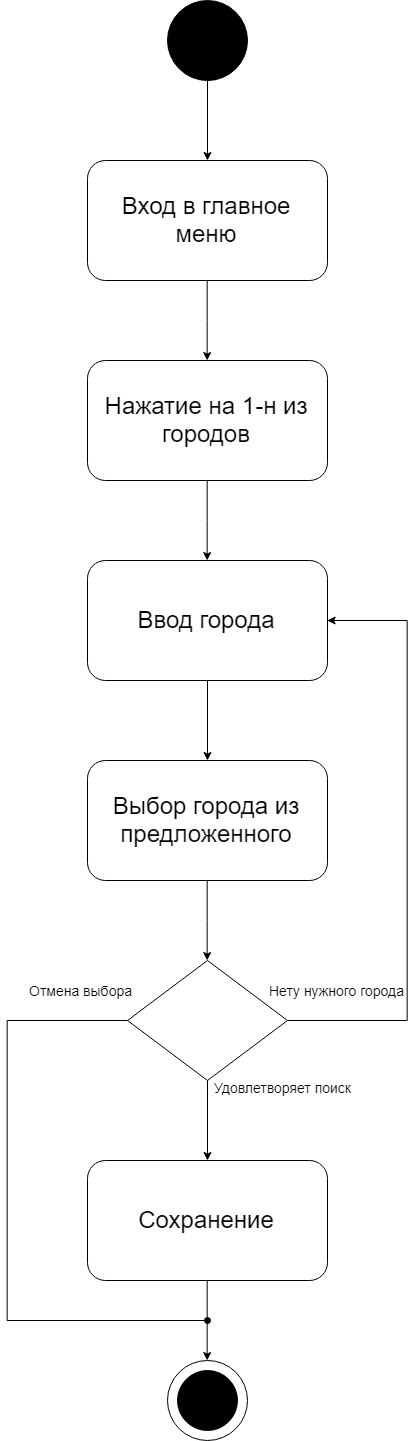 Вход в главное
меню
Нажатие на 1-н из
городов
Ввод города
Выбор города из
предложенного
Отмена выбора
Нету нужного города
Удовлетворяет поиск
Сохранение